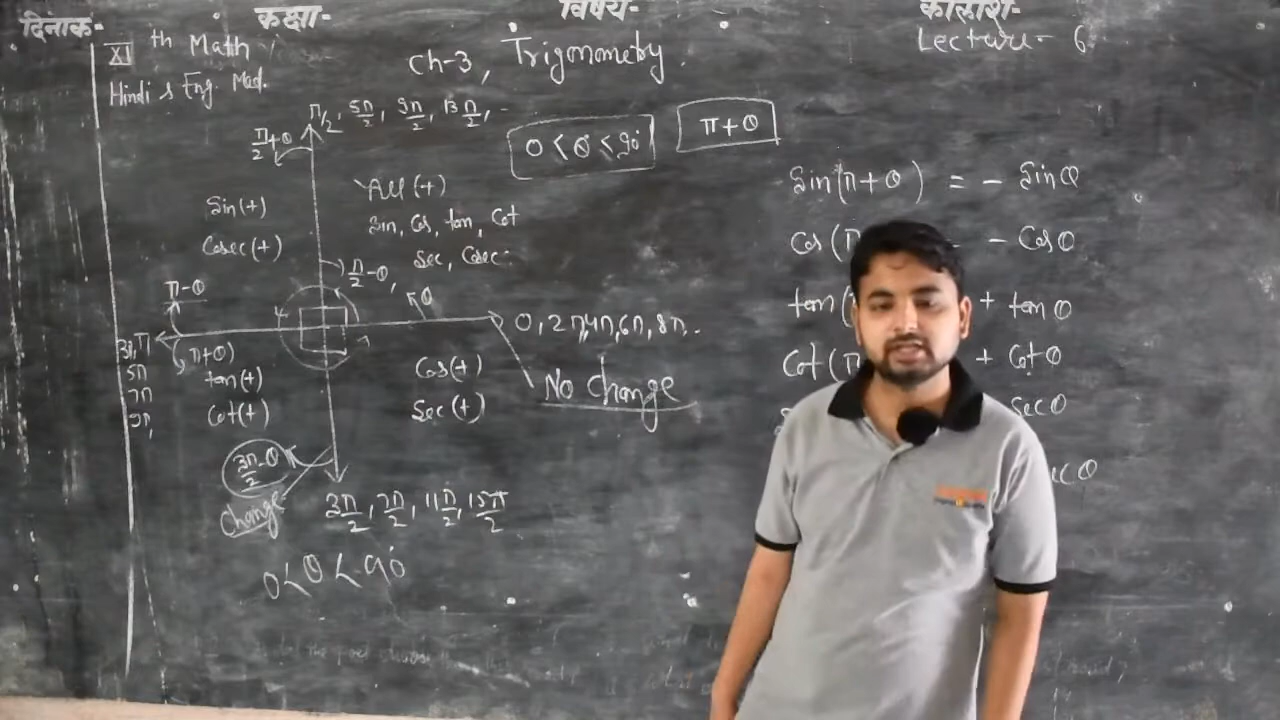 दिनांक- कक्षा- विषय- कालांश-
XI th Math
Hindi & Eng. Med.
Ch-3, Trigonometry.
Lecture- 6
π/2, 5π/2, 9π/2, 13π/2, -
π/2+θ
0 < θ < 90°
π+θ
Sin(+)
Cosec(+)
All (+)
Sin, Cos, tan, Cot
Sec, Cosec
π/2-θ,
θ
π-θ
3π, π
5π
7π
9π,
π+θ)
tan(+)
Cot(+)
0, 2π, 4π, 6π, 8π,..
No Change
Cos(+)
Sec(+)
3π/2-θ
Change
3π/2, 7π/2, 11π/2, 15π/2
0 < θ < 90°
Sin(π+θ) = - Sinθ
Cos(π - Cosθ
tan(π + tanθ
Cot(π + Cotθ
Secθ